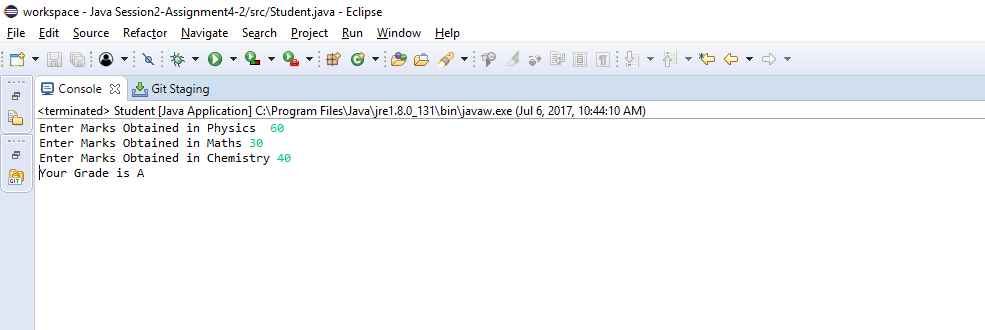 workspace - Java Session2-Assignment4-2/src/Student.java - Eclipse
File Edit Source Refactor Navigate Search Project Run Window Help
Console Git Staging
<terminated> Student [Java Application] C:\Program Files\Java\jre1.8.0_131\bin\javaw.exe (Jul 6, 2017, 10:44:10 AM)
Enter Marks Obtained in Physics  60
Enter Marks Obtained in Maths 30
Enter Marks Obtained in Chemistry 40
Your Grade is A
GIT